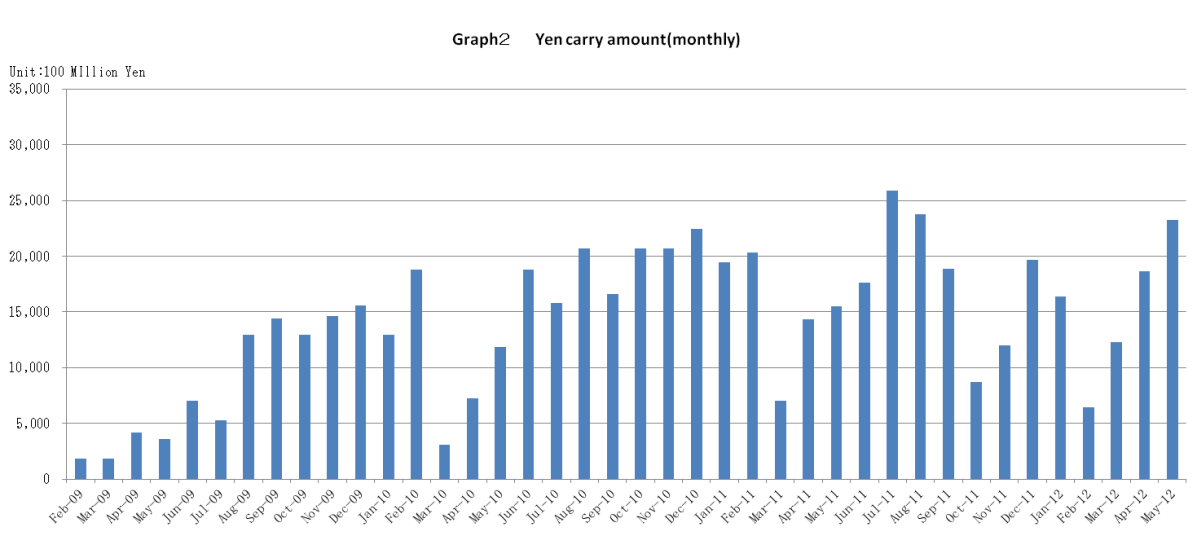 Graph２ Yen carry amount(monthly)
Unit:100 MIllion Yen
35,000
30,000
25,000
20,000
15,000
10,000
5,000
0
Feb-09 Mar-09 Apr-09 May-09 Jun-09 Jul-09 Aug-09 Sep-09 Oct-09 Nov-09 Dec-09 Jan-10 Feb-10 Mar-10 Apr-10 May-10 Jun-10 Jul-10 Aug-10 Sep-10 Oct-10 Nov-10 Dec-10 Jan-11 Feb-11 Mar-11 Apr-11 May-11 Jun-11 Jul-11 Aug-11 Sep-11 Oct-11 Nov-11 Dec-11 Jan-12 Feb-12 Mar-12 Apr-12 May-12